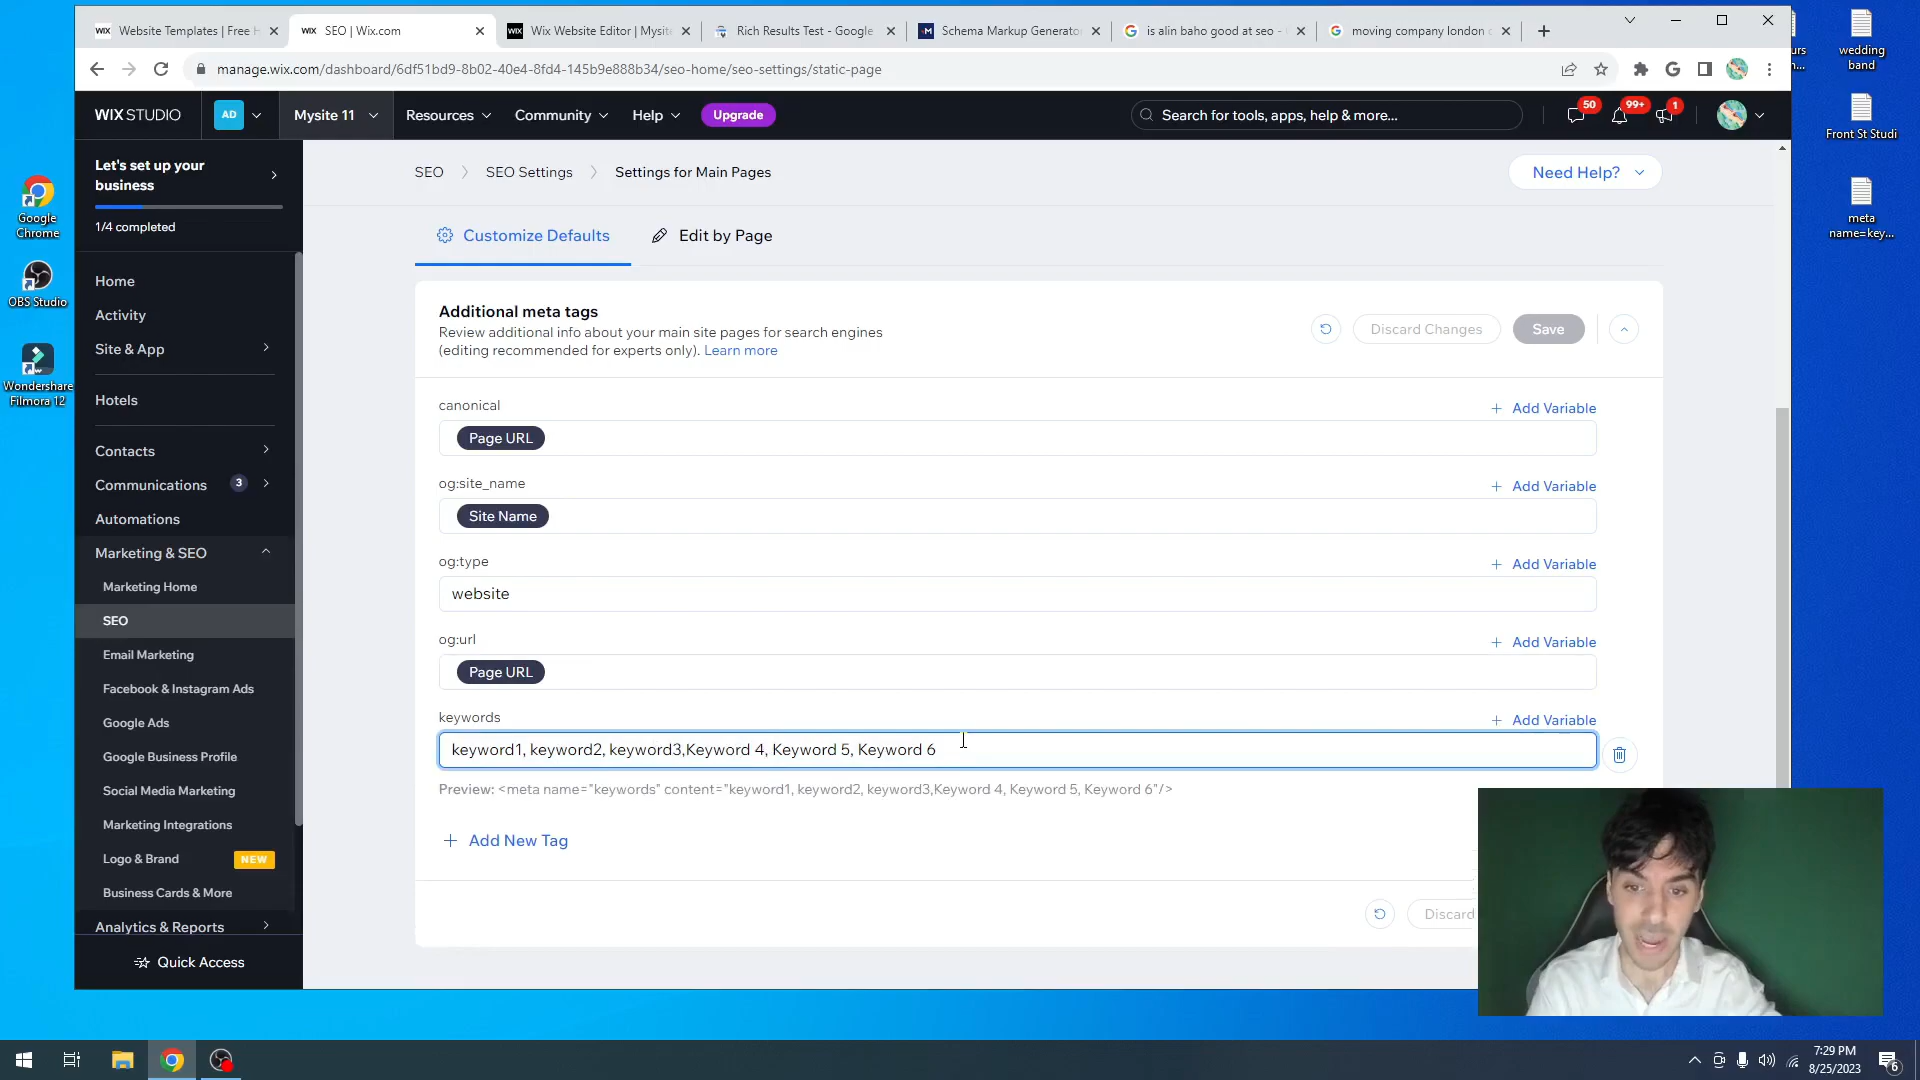 Website Templates | Free H
SEO | Wix.com
WIX
Wix Website Editor | Mysite
Rich Results Test - Google
Schema Markup Generato
is alin baho good at seo -
moving company london
manage.wix.com/dashboard/6df51bd9-8b02-40e4-8fd4-145b9e888b34/seo-home/seo-settings/static-page
WIX STUDIO
AD
Mysite 11
Resources
Community
Help
Upgrade
Search for tools, apps, help & more...
50
99+
1
Let's set up your
business
1/4 completed
Home
Activity
Site & App
Hotels
Contacts
Communications
3
Automations
Marketing & SEO
Marketing Home
SEO
Email Marketing
Facebook & Instagram Ads
Google Ads
Google Business Profile
Social Media Marketing
Marketing Integrations
Logo & Brand
NEW
Business Cards & More
Analytics & Reports
Quick Access
SEO
SEO Settings
Settings for Main Pages
Need Help?
Customize Defaults
Edit by Page
Additional meta tags
Review additional info about your main site pages for search engines
(editing recommended for experts only). Learn more
Discard Changes
Save
canonical
Add Variable
Page URL
og:site_name
Add Variable
Site Name
og:type
Add Variable
website
og:url
Add Variable
Page URL
keywords
Add Variable
keyword1, keyword2, keyword3,Keyword 4, Keyword 5, Keyword 6
Preview: <meta name="keywords" content="keyword1, keyword2, keyword3,Keyword 4, Keyword 5, Keyword 6"/>
Add New Tag
Discard
Google
Chrome
OBS Studio
Wondershare
Filmora 12
wedding
band
Front St Studi
meta
name=key...
7:29 PM
8/25/2023
6